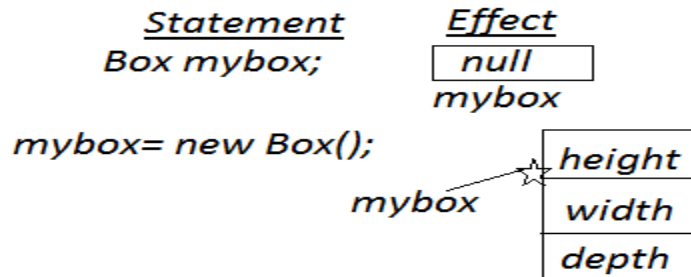 Statement Effect
Box mybox; null
mybox
mybox= new Box();
height
mybox
width
depth